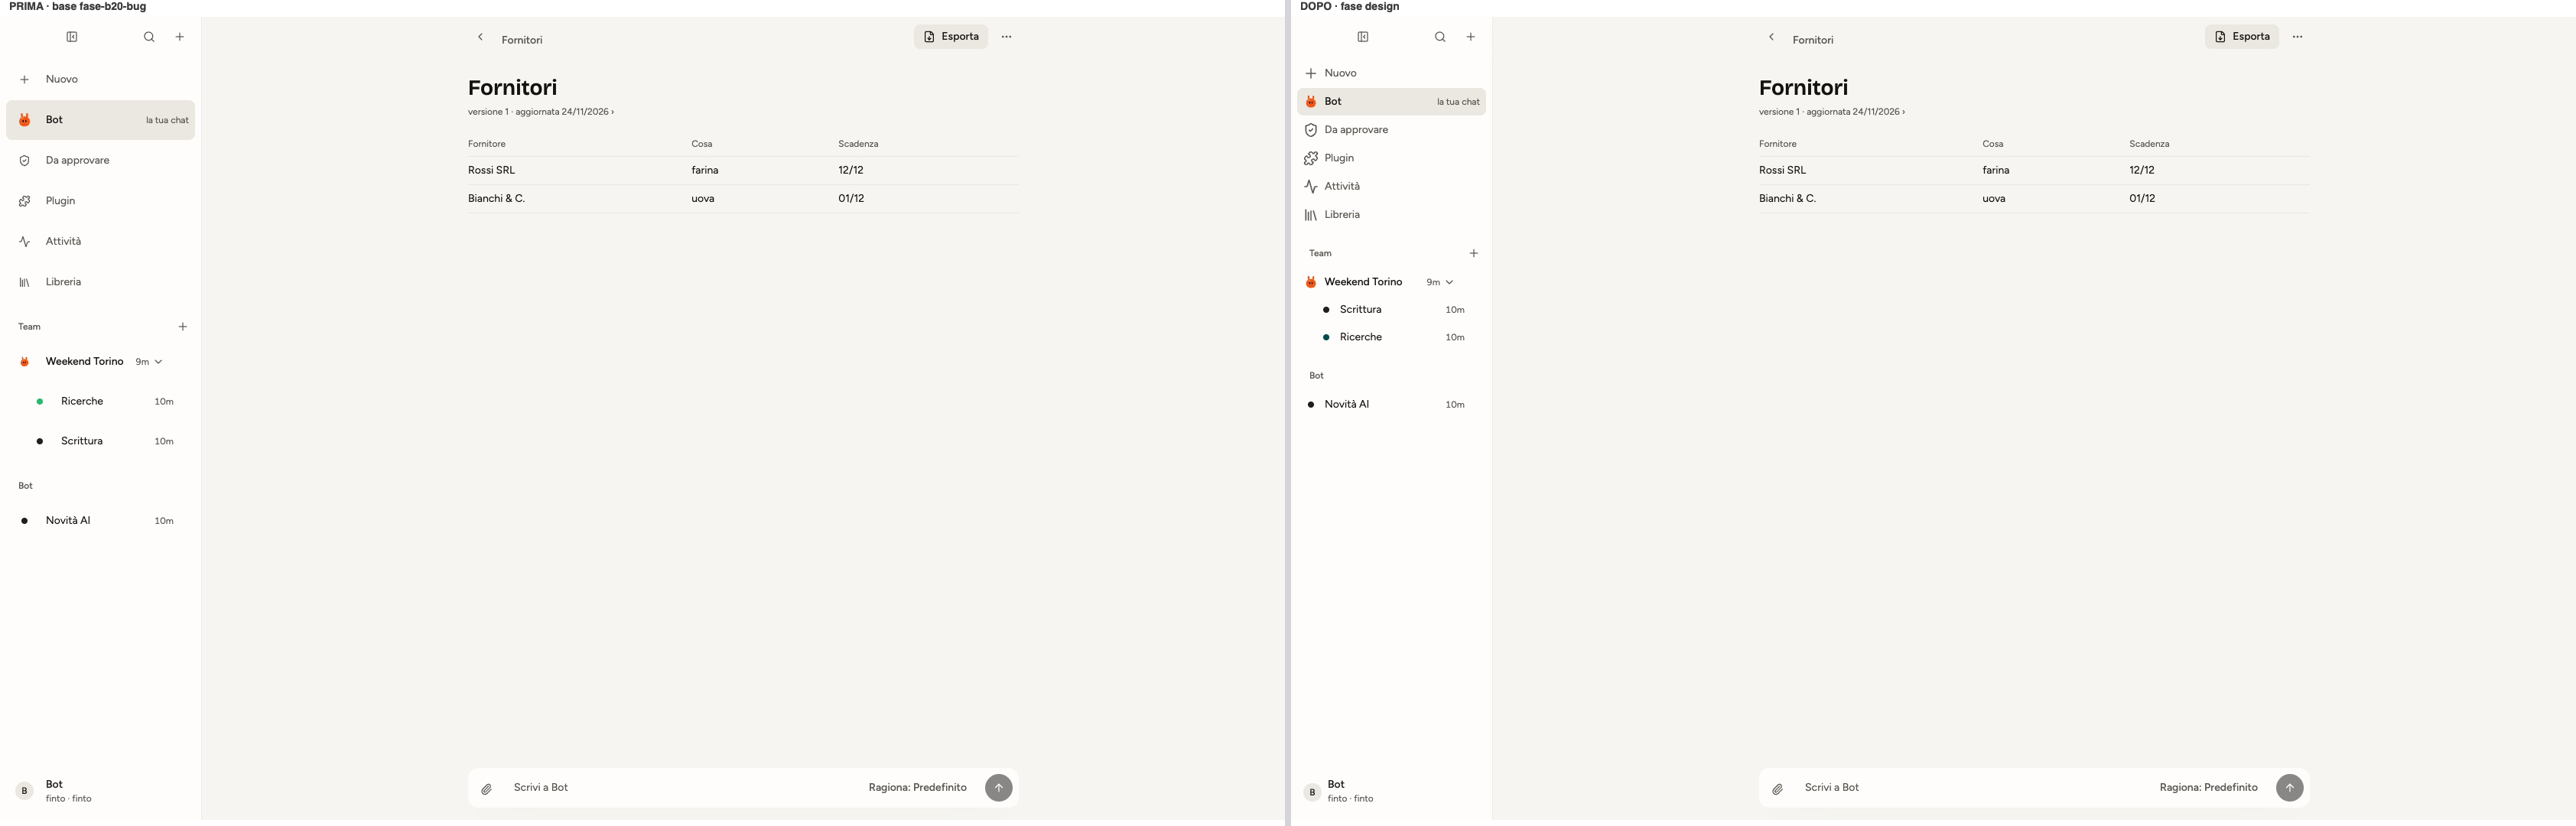 PRIMA · base fase-b20-bug
Nuovo
Bot la tua chat
Da approvare
Plugin
Attività
Libreria
Team
Weekend Torino 9m
Ricerche 10m
Scrittura 10m
Bot
Novità AI 10m
B
Bot
finto · finto
Fornitori
Esporta
Fornitori
versione 1 · aggiornata 24/11/2026 ›
Fornitore Cosa Scadenza
Rossi SRL farina 12/12
Bianchi & C. uova 01/12
Scrivi a Bot Ragiona: Predefinito
DOPO · fase design
Nuovo
Bot la tua chat
Da approvare
Plugin
Attività
Libreria
Team
Weekend Torino 9m
Scrittura 10m
Ricerche 10m
Bot
Novità AI 10m
B
Bot
finto · finto
Fornitori
Esporta
Fornitori
versione 1 · aggiornata 24/11/2026 ›
Fornitore Cosa Scadenza
Rossi SRL farina 12/12
Bianchi & C. uova 01/12
Scrivi a Bot Ragiona: Predefinito